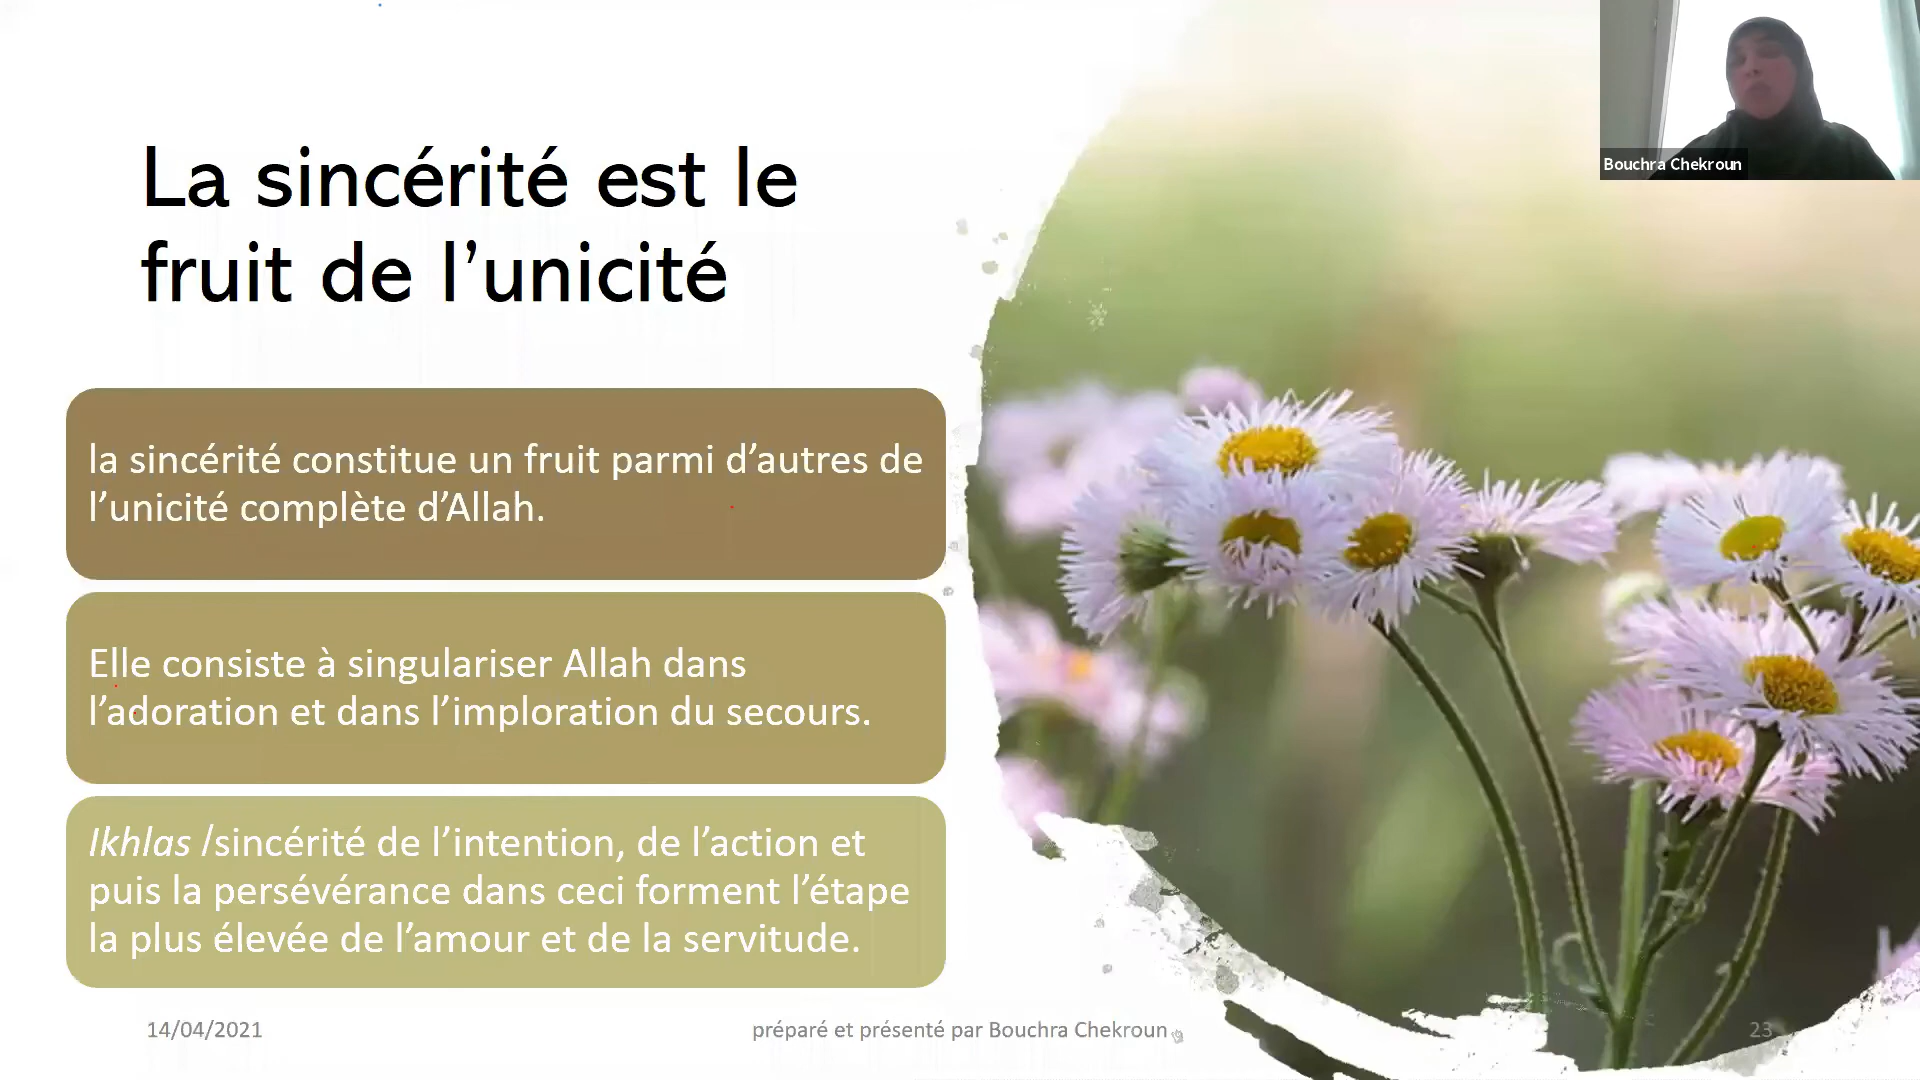 Bouchra Chekroun
La sincérité est le
fruit de l’unicité
la sincérité constitue un fruit parmi d’autres de
l’unicité complète d’Allah.
Elle consiste à singulariser Allah dans
l’adoration et dans l’imploration du secours.
Ikhlas /sincérité de l’intention, de l’action et
puis la persévérance dans ceci forment l’étape
la plus élevée de l’amour et de la servitude.
14/04/2021
préparé et présenté par Bouchra Chekroun
23